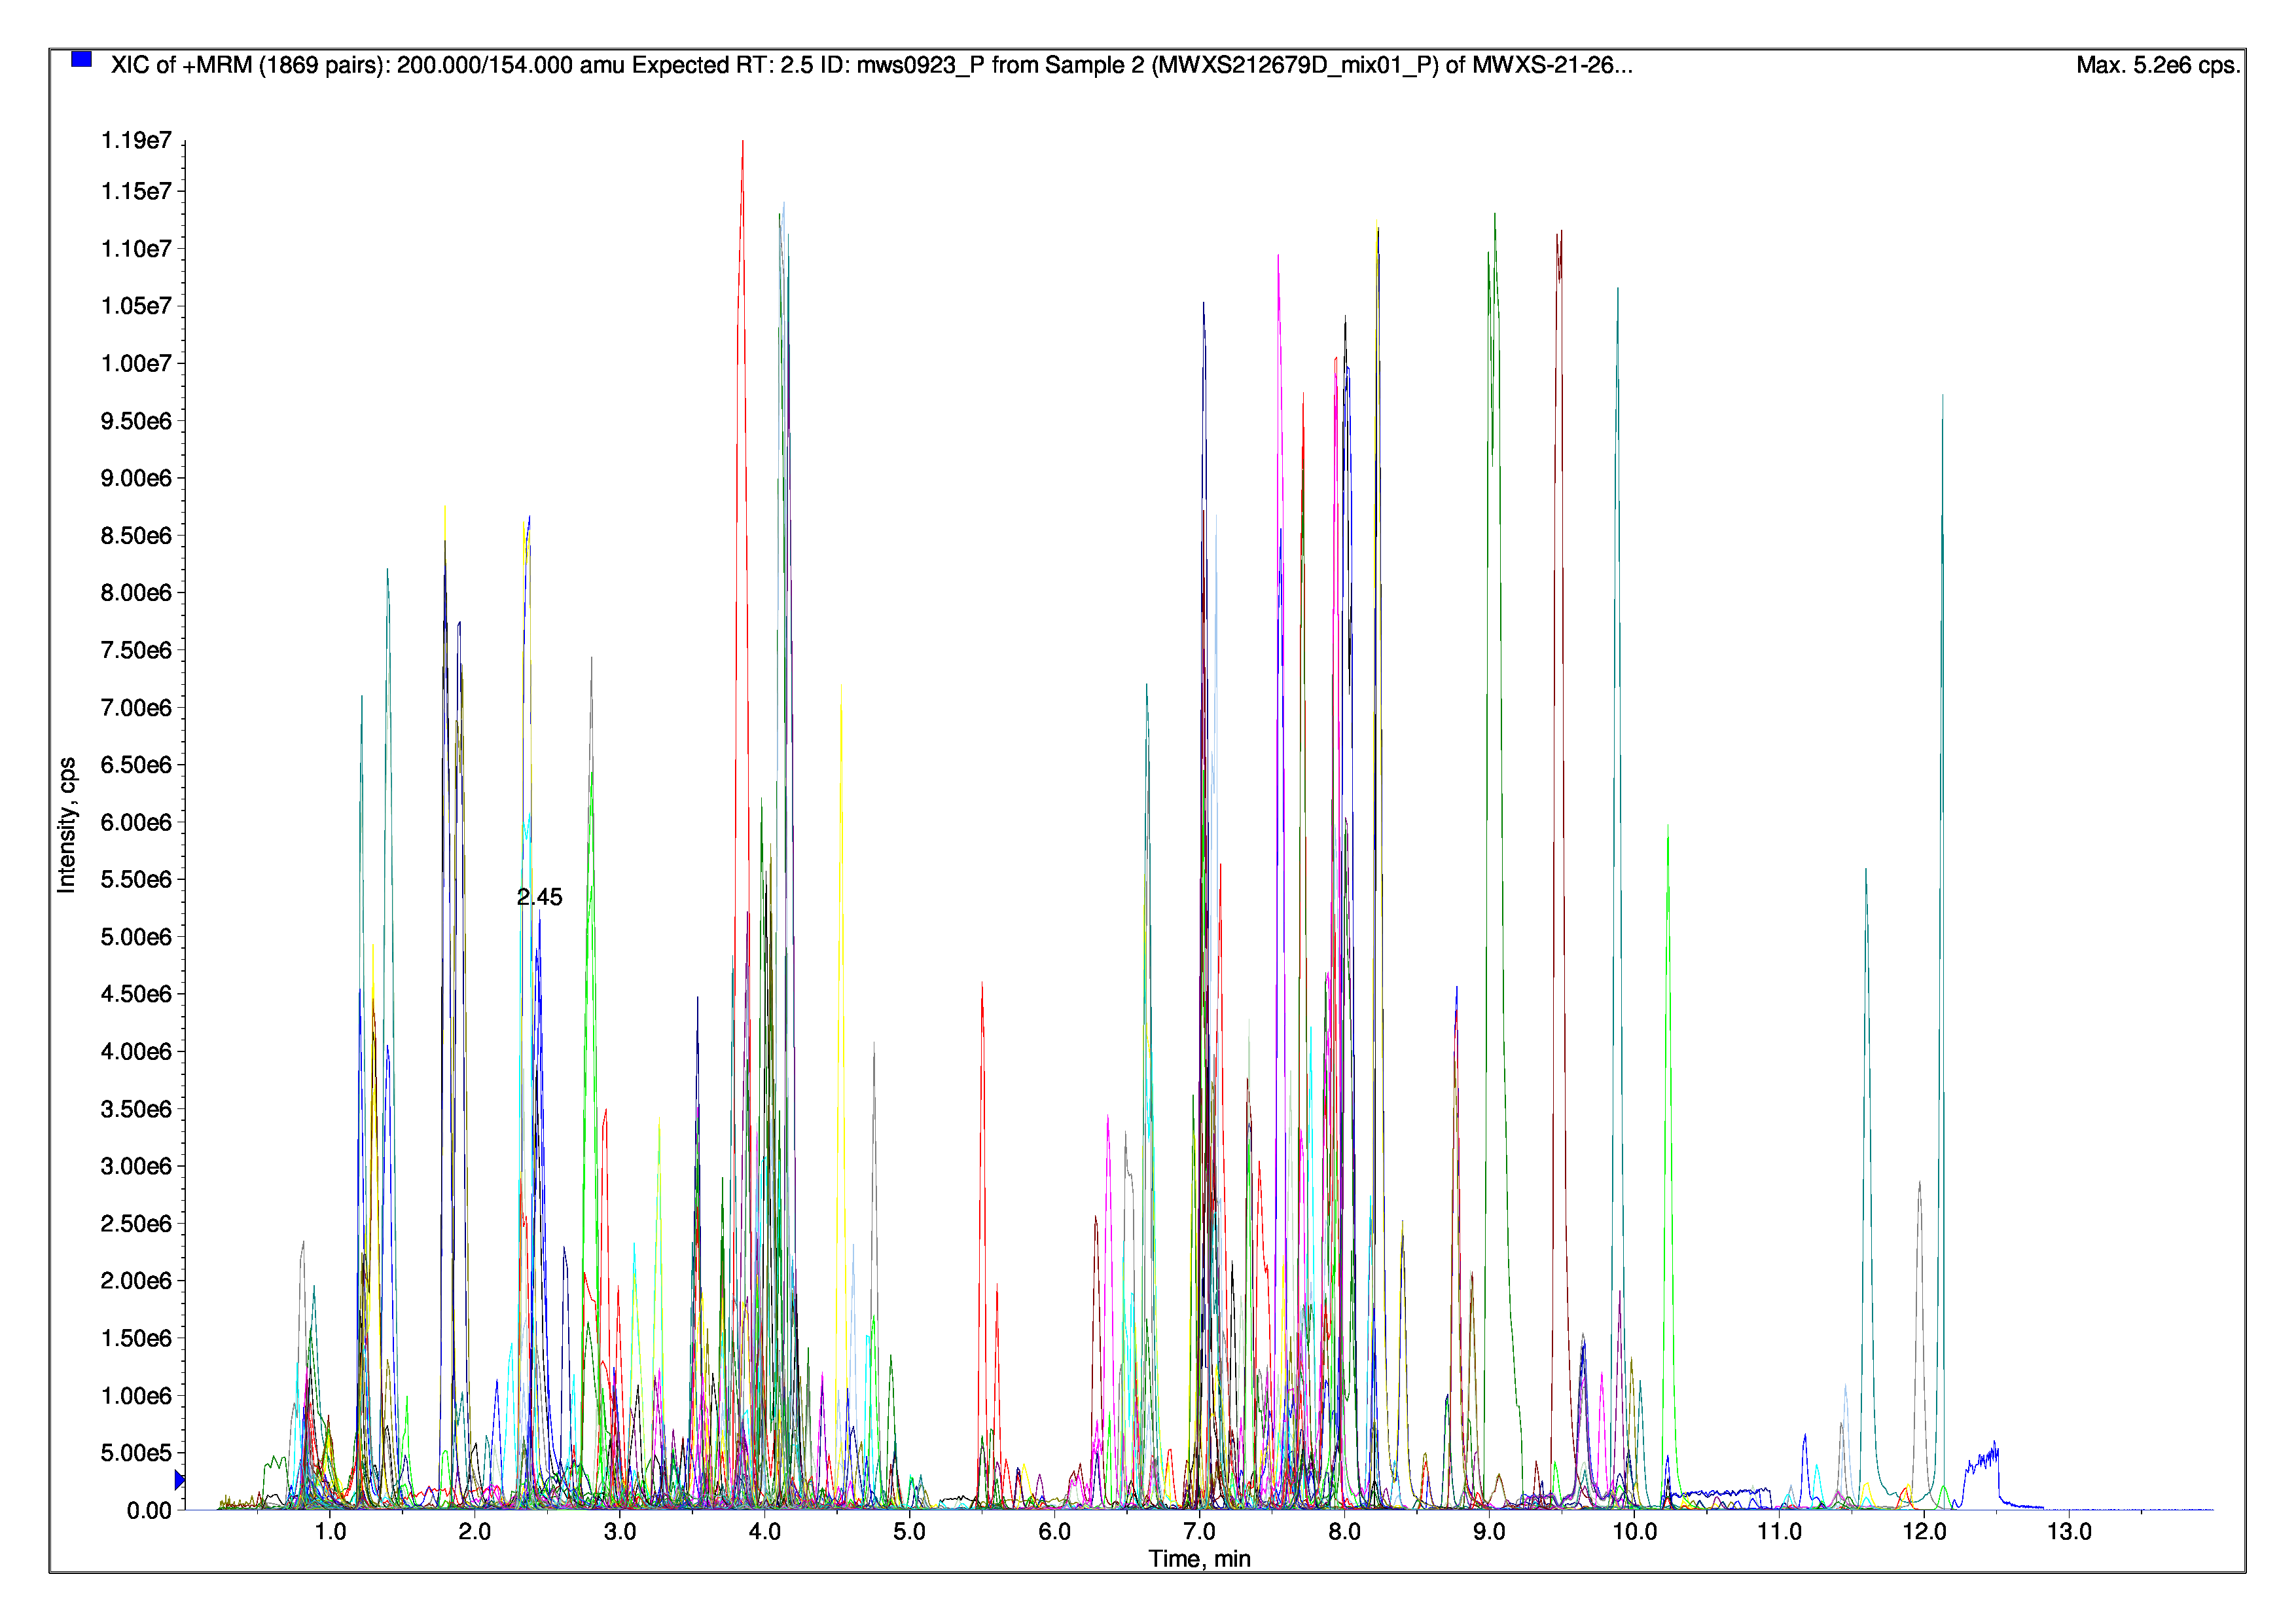 XIC of +MRM (1869 pairs): 200.000/154.000 amu Expected RT: 2.5 ID: mws0923_P from Sample 2 (MWXS212679D_mix01_P) of MWXS-21-26... Max. 5.2e6 cps.
1.19e7
1.15e7
1.10e7
1.05e7
1.00e7
9.50e6
9.00e6
8.50e6
8.00e6
7.50e6
7.00e6
6.50e6
6.00e6
5.50e6
5.00e6
4.50e6
4.00e6
3.50e6
3.00e6
2.50e6
2.00e6
1.50e6
1.00e6
5.00e5
0.00
Intensity, cps
2.45
1.0 2.0 3.0 4.0 5.0 6.0 7.0 8.0 9.0 10.0 11.0 12.0 13.0
Time, min